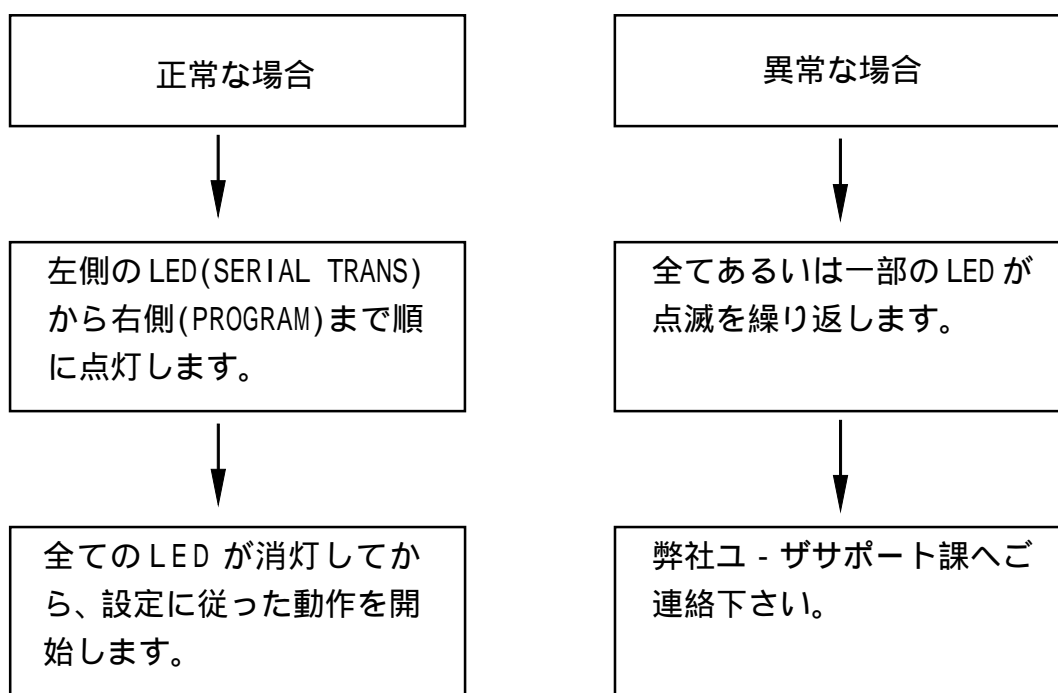 正常な場合
左側のLED(SERIAL TRANS)
から右側(PROGRAM)まで順
に点灯します。
全てのLEDが消灯してか
ら、設定に従った動作を開
始します。
異常な場合
全てあるいは一部のLEDが
点滅を繰り返します。
弊社ユ-ザサポート課へご
連絡下さい。